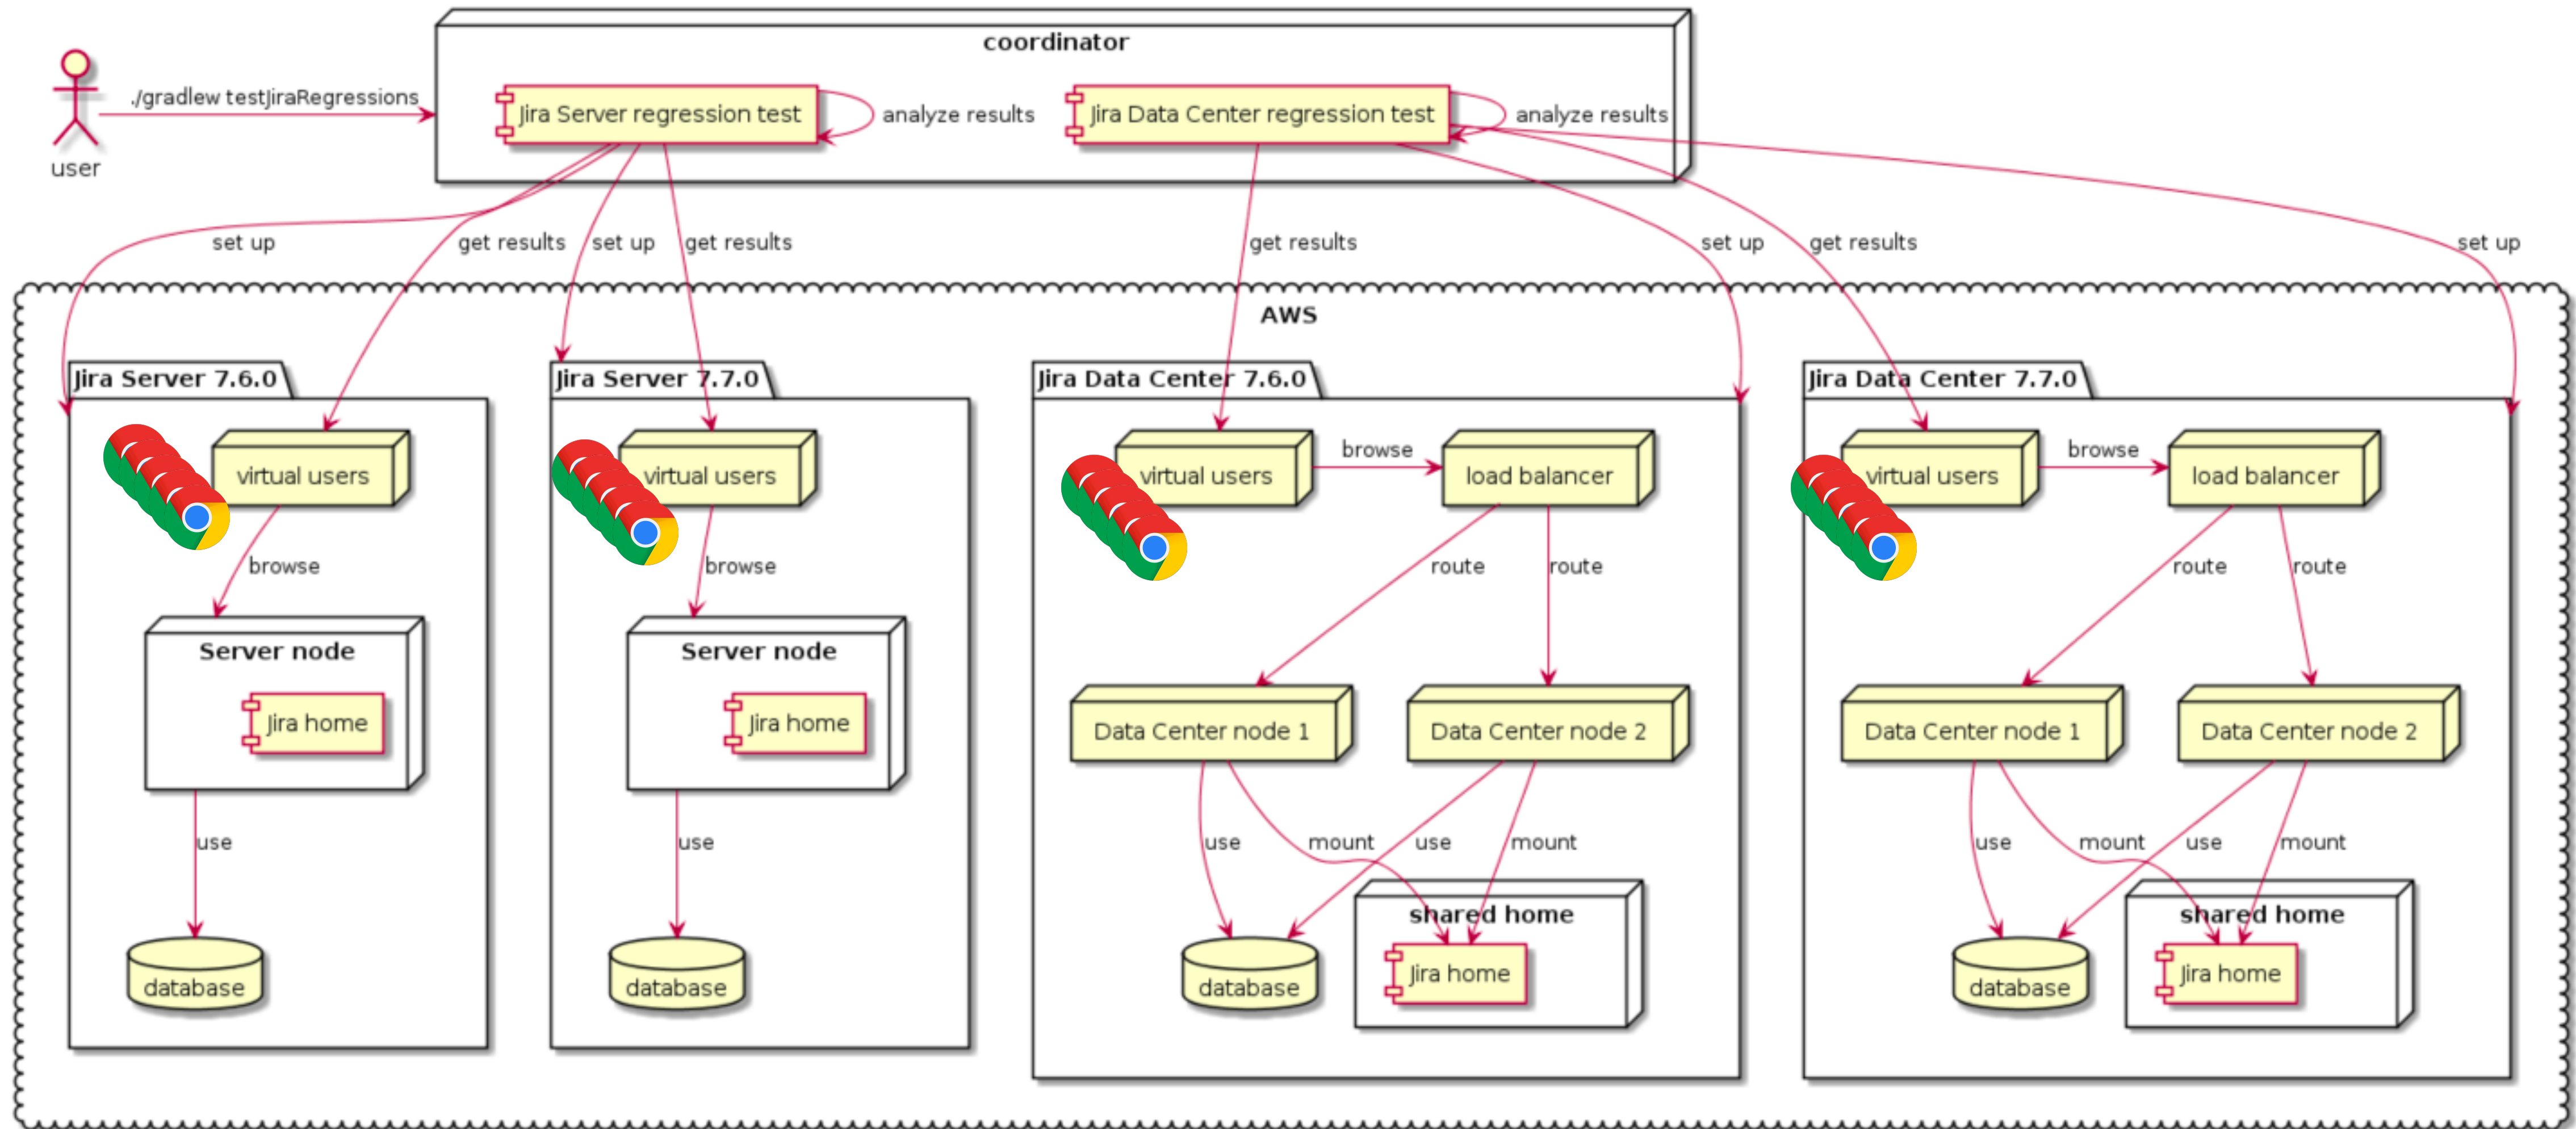 coordinator
./gradlew testJiraRegressions
Jira Server regression test
analyze results
Jira Data Center regression test
analyze results
user
set up
get results
set up
get results
get results
set up
get results
set up
AWS
Jira Server 7.6.0
Jira Server 7.7.0
Jira Data Center 7.6.0
Jira Data Center 7.7.0
virtual users
virtual users
virtual users
browse
load balancer
virtual users
browse
load balancer
browse
browse
route
route
route
route
Server node
Server node
Jira home
Jira home
Data Center node 1
Data Center node 2
Data Center node 1
Data Center node 2
use
use
use
mount
use
mount
use
mount
use
mount
shared home
shared home
database
database
database
Jira home
database
Jira home